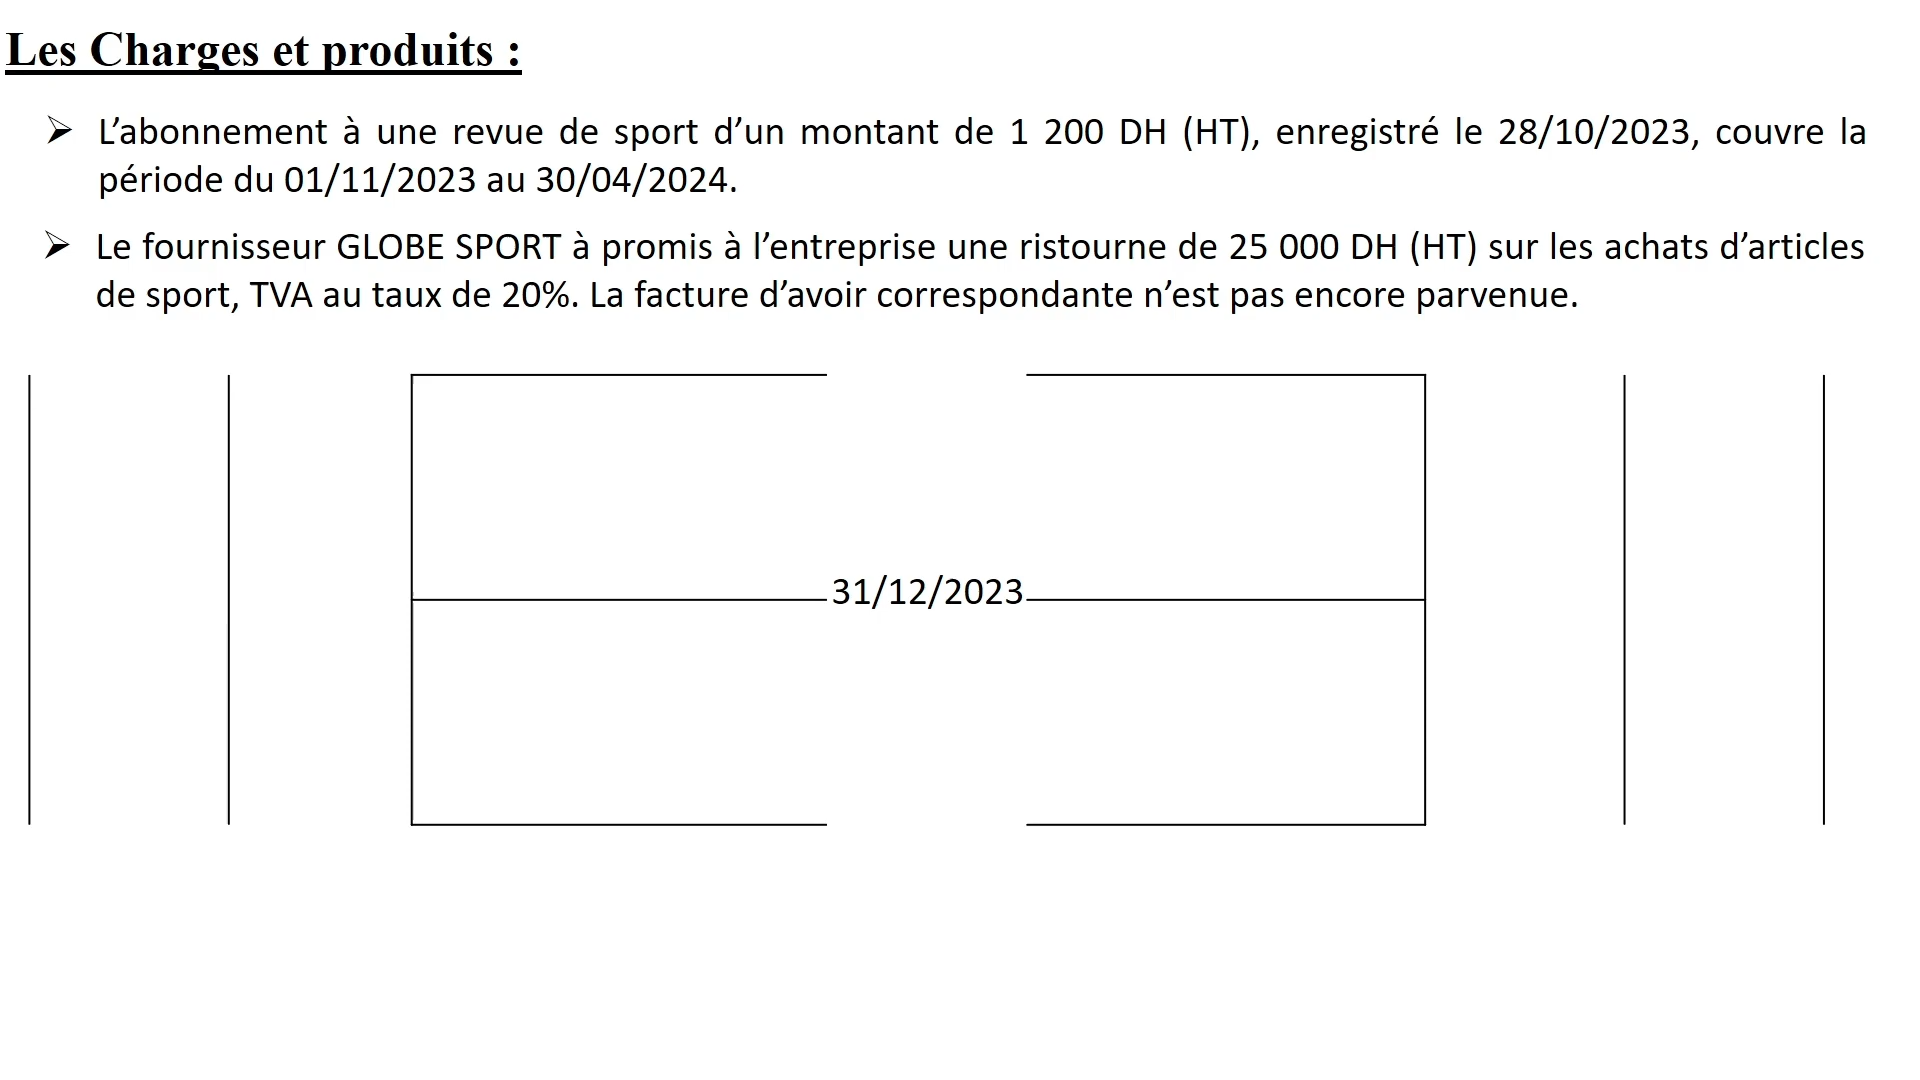 Les Charges et produits :
➢ L’abonnement à une revue de sport d’un montant de 1 200 DH (HT), enregistré le 28/10/2023, couvre la
période du 01/11/2023 au 30/04/2024.
➢ Le fournisseur GLOBE SPORT à promis à l’entreprise une ristourne de 25 000 DH (HT) sur les achats d’articles
de sport, TVA au taux de 20%. La facture d’avoir correspondante n’est pas encore parvenue.
31/12/2023